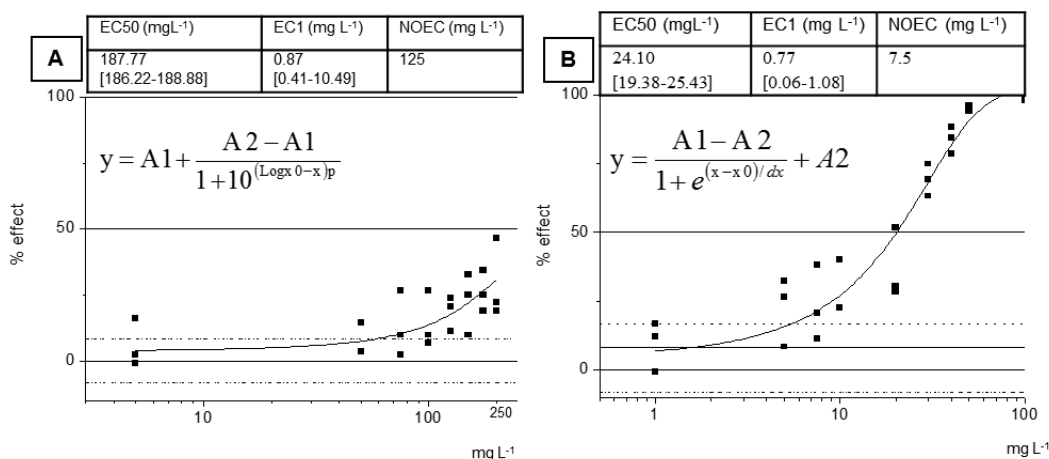 A
EC50 (mgL-1) EC1 (mg L-1) NOEC (mg L-1)
187.77 0.87 125
[186.22-188.88] [0.41-10.49]
100
50
0
% effect
y = A1 + (A2 − A1) / (1 + 10^(Logx0−x)p)
10 100 250
mg L-1
B
EC50 (mgL-1) EC1 (mg L-1) NOEC (mg L-1)
24.10 0.77 7.5
[19.38-25.43] [0.06-1.08]
100
50
0
% effect
y = (A1 − A2) / (1 + e^(x−x0)/dx) + A2
1 10 100
mg L-1